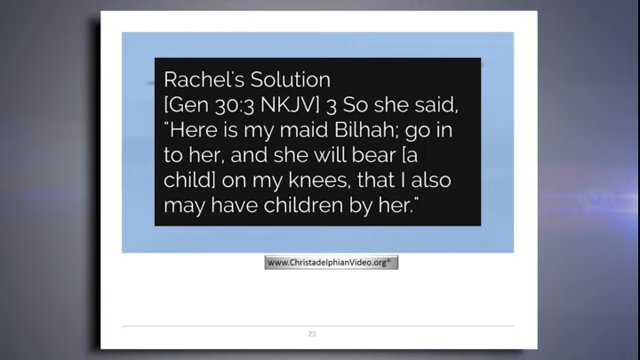 Rachel's Solution
[Gen 30:3 NKJV] 3 So she said,
"Here is my maid Bilhah; go in
to her, and she will bear [a
child] on my knees, that I also
may have children by her."
www.ChristadelphianVideo.org®
23